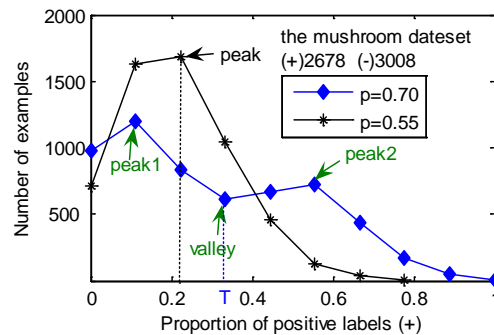 2000
1500
1000
500
0
0.2
T
0.4
0.6
0.8
1
Number of examples
Proportion of positive labels (+)
the mushroom dateset
(+)2678 (-)3008
p=0.70
p=0.55
peak
peak1
peak2
valley